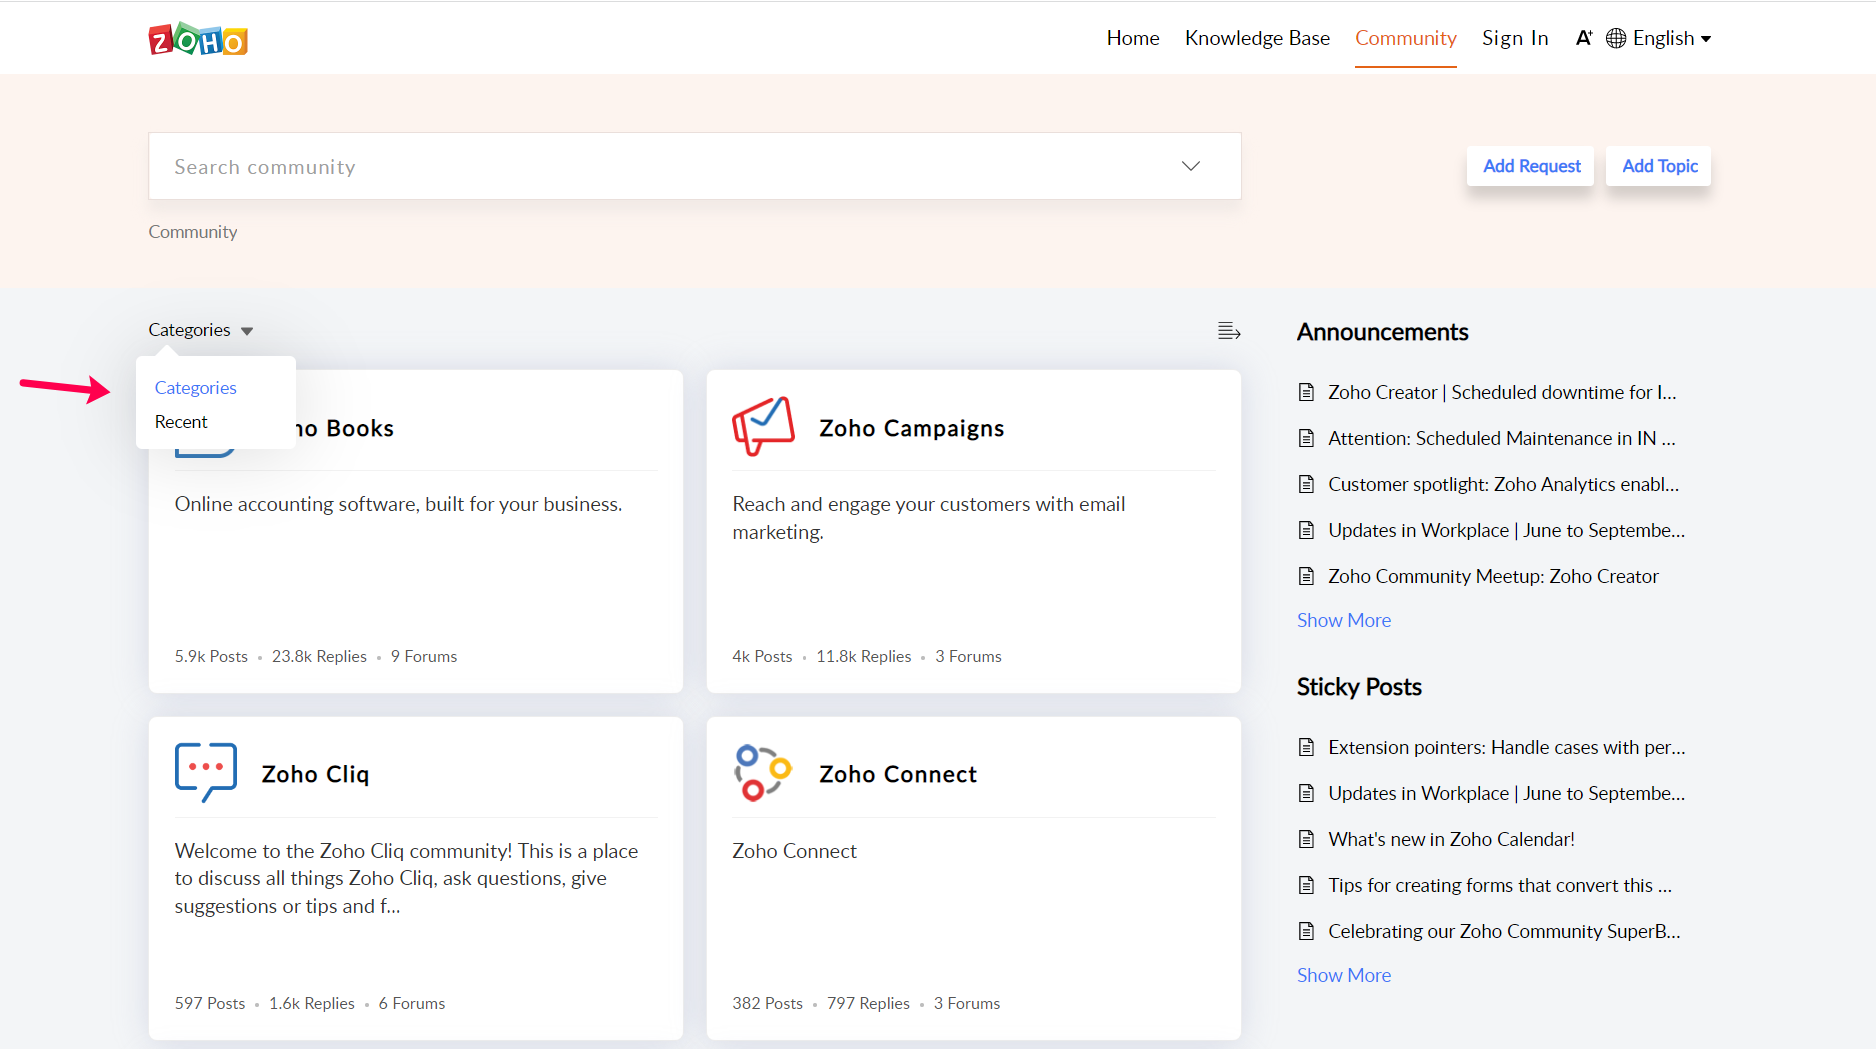 ZOHO
Home Knowledge Base Community Sign In A+ English
Search community
Add Request Add Topic
Community
Categories
Categories
Recent
ho Books
Online accounting software, built for your business.
5.9k Posts • 23.8k Replies • 9 Forums
Zoho Campaigns
Reach and engage your customers with email
marketing.
4k Posts • 11.8k Replies • 3 Forums
Zoho Cliq
Welcome to the Zoho Cliq community! This is a place
to discuss all things Zoho Cliq, ask questions, give
suggestions or tips and f...
597 Posts • 1.6k Replies • 6 Forums
Zoho Connect
Zoho Connect
382 Posts • 797 Replies • 3 Forums
Announcements
Zoho Creator | Scheduled downtime for I...
Attention: Scheduled Maintenance in IN ...
Customer spotlight: Zoho Analytics enabl...
Updates in Workplace | June to Septembe...
Zoho Community Meetup: Zoho Creator
Show More
Sticky Posts
Extension pointers: Handle cases with per...
Updates in Workplace | June to Septembe...
What's new in Zoho Calendar!
Tips for creating forms that convert this ...
Celebrating our Zoho Community SuperB...
Show More